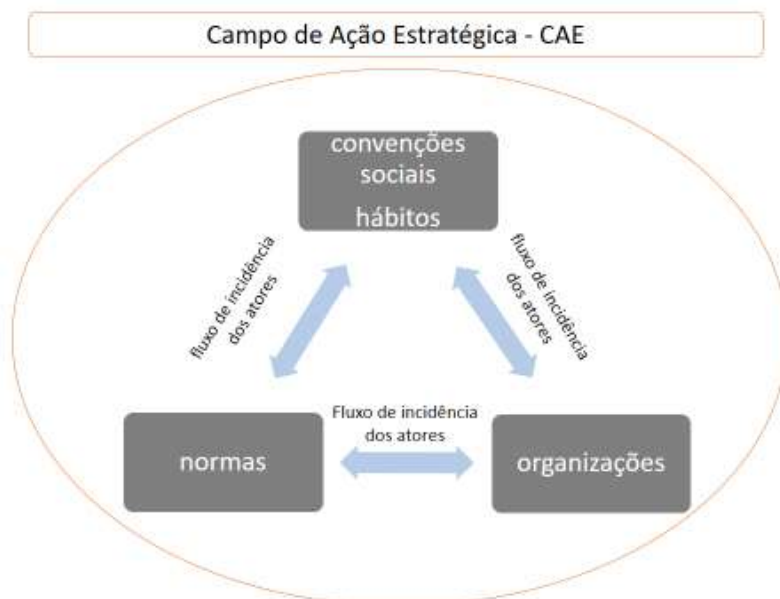 Campo de Ação Estratégica - CAE
convenções
sociais
hábitos
fluxo de incidência
dos atores
fluxo de incidência
dos atores
Fluxo de incidência
dos atores
normas
organizações